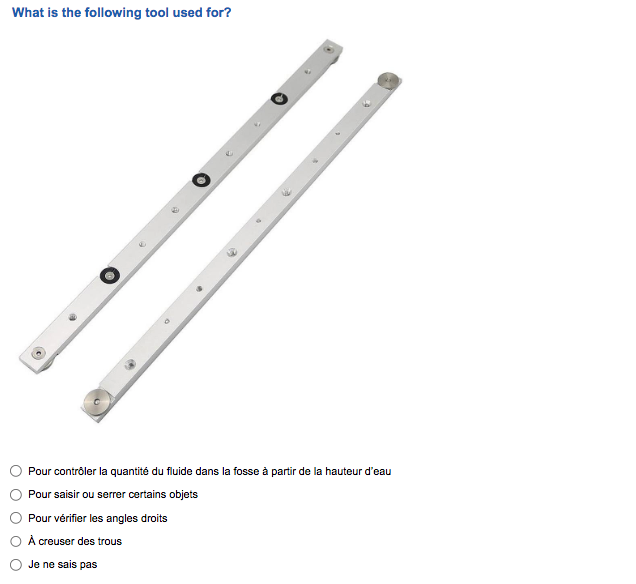 What is the following tool used for?
Pour contrôler la quantité du fluide dans la fosse à partir de la hauteur d'eau
Pour saisir ou serrer certains objets
Pour vérifier les angles droits
À creuser des trous
Je ne sais pas